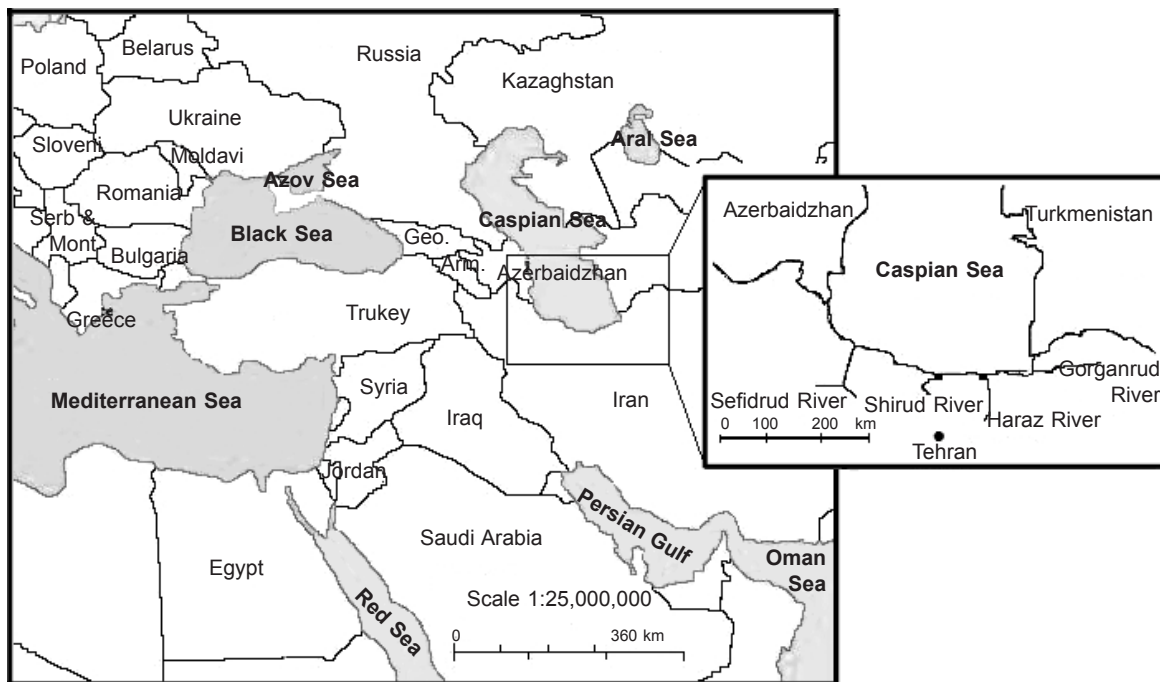 Belarus
Poland
Russia
Kazaghstan
Ukraine
Sloveni
Moldavi
Aral Sea
Azov Sea
Romania
Serb &
Mont
Black Sea
Geo.
Caspian Sea
Bulgaria
Arm.
Azerbaidzhan
Greece
Trukey
Syria
Mediterranean Sea
Iraq
Iran
Jordan
Persian Gulf
Saudi Arabia
Oman
Sea
Egypt
Red Sea
Scale 1:25,000,000
0 360 km
Azerbaidzhan
Turkmenistan
Caspian Sea
Gorganrud
River
Sefidrud River
Shirud River
Haraz River
0 100 200 km
Tehran